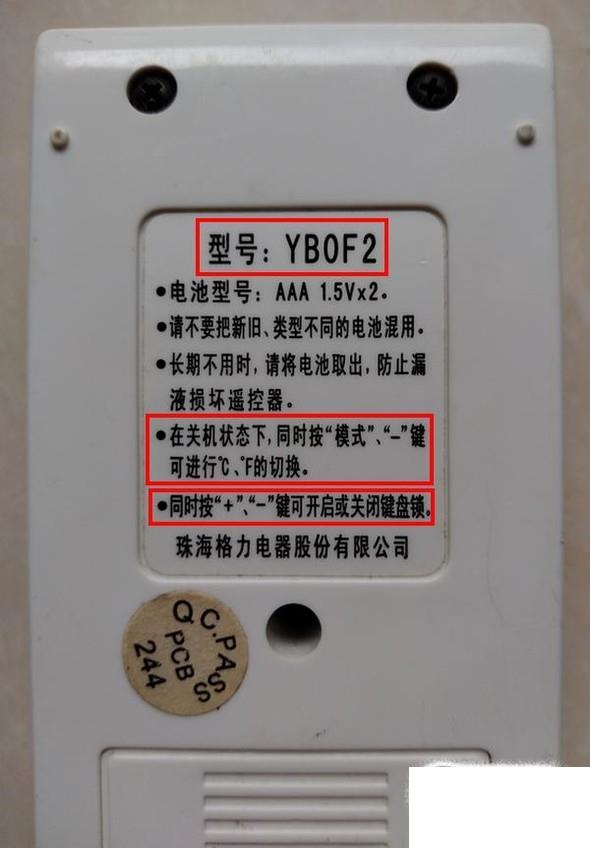 型号：YB0F2
●电池型号：AAA 1.5Vx2。
●请不要把新旧、类型不同的电池混用。
●长期不用时，请将电池取出，防止漏
液损坏遥控器。
●在关机状态下，同时按“模式”、“－”键
可进行℃、℉的切换。
●同时按“＋”、“－”键可开启或关闭键盘锁。
珠海格力电器股份有限公司
Q C.PASS
PCB
244